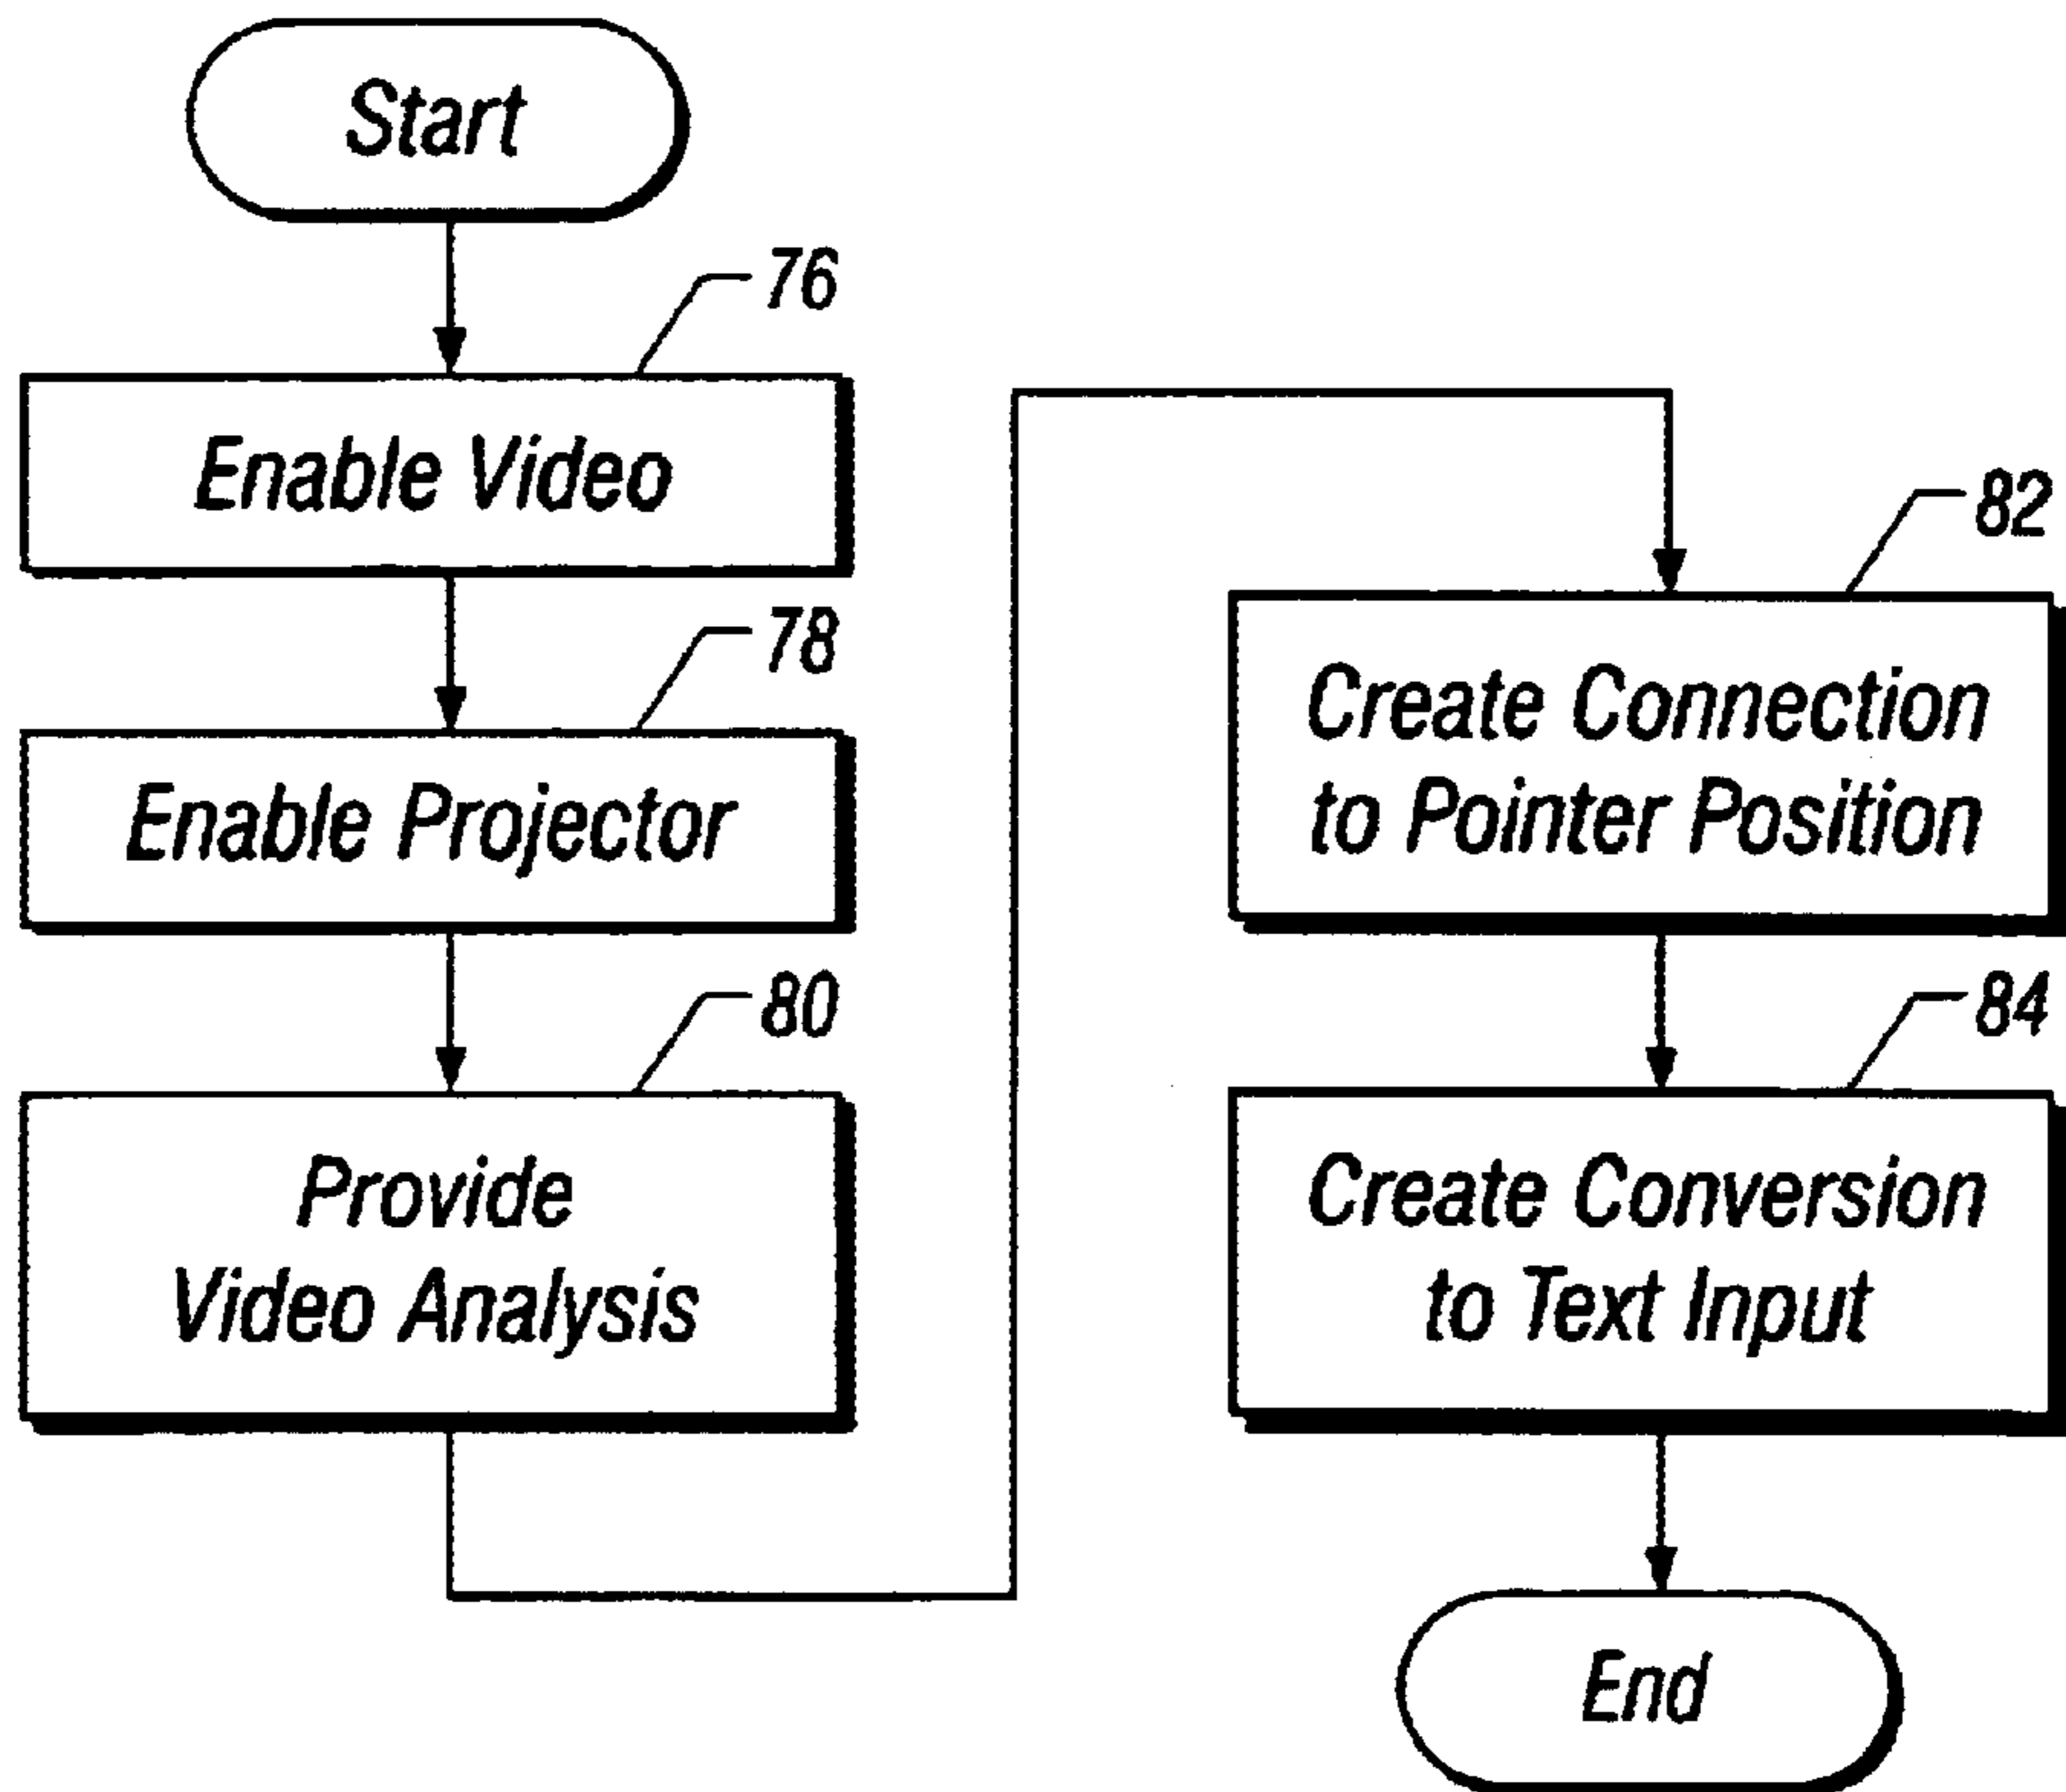 Start
76
Enable Video
78
Enable Projector
80
Provide
Video Analysis
82
Create Connection
to Pointer Position
84
Create Conversion
to Text Input
End